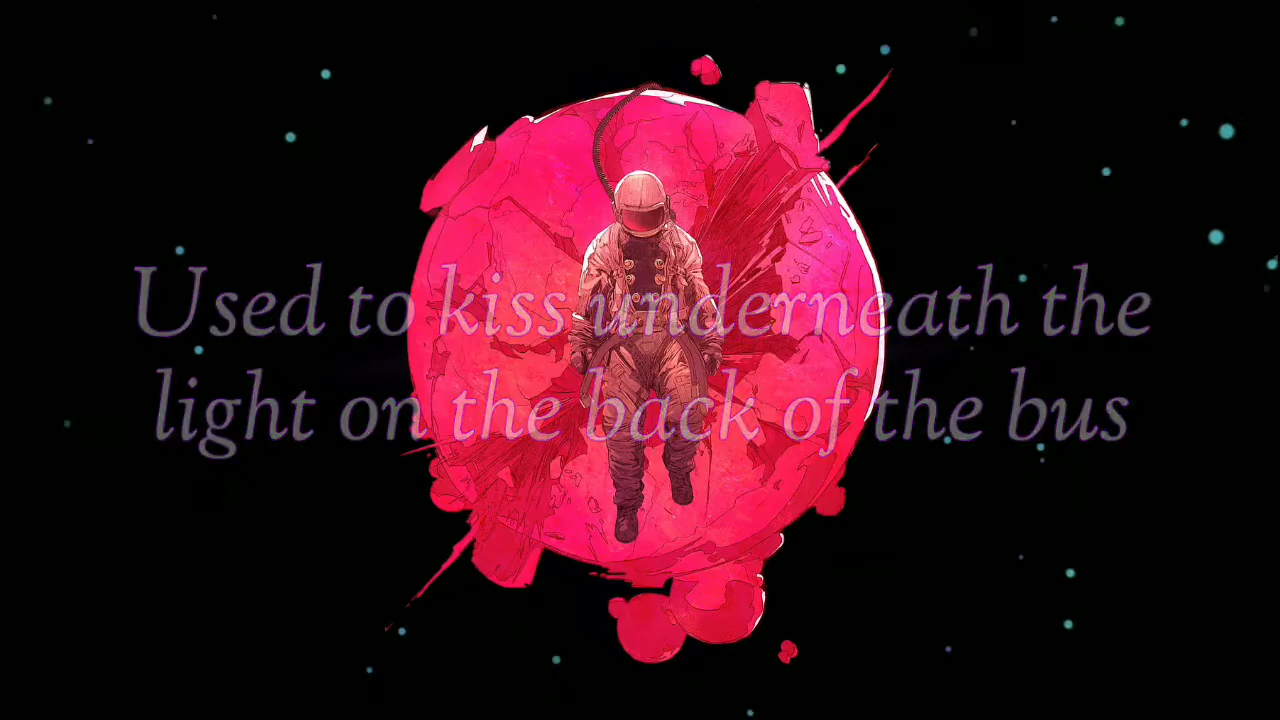 Used to kiss underneath the
light on the back of the bus